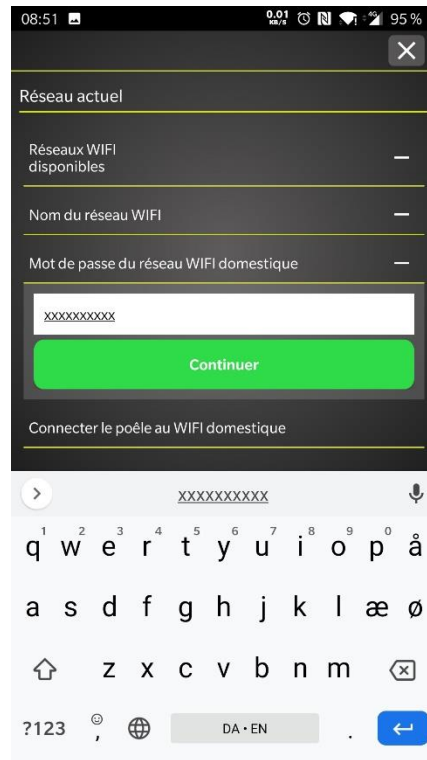 08:51 0.01 KB/S 4G 95 %
Réseau actuel
Réseaux WIFI
disponibles
Nom du réseau WIFI
Mot de passe du réseau WIFI domestique
xxxxxxxxxx
Continuer
Connecter le poêle au WIFI domestique
xxxxxxxxxx
1 2 3 4 5 6 7 8 9 0
q w e r t y u i o p å
a s d f g h j k l æ ø
z x c v b n m
?123 , DA • EN .